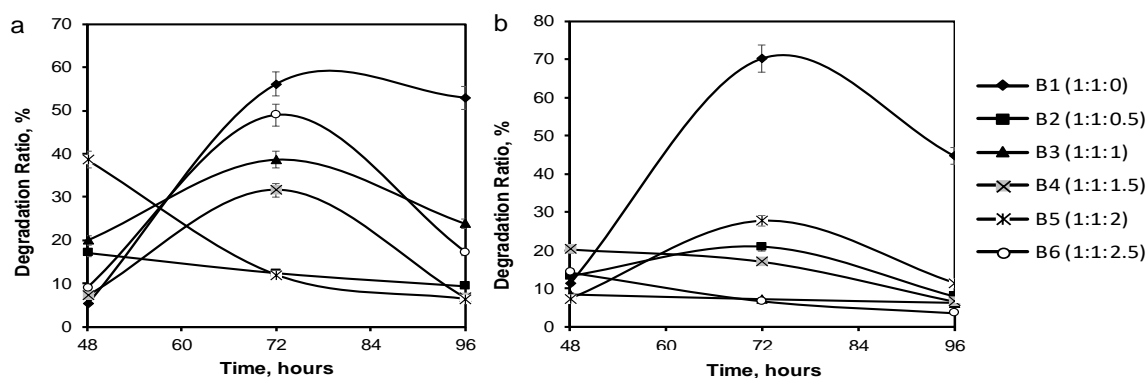 a
70
60
50
40
30
20
10
0
48
60
72
84
96
Degradation Ratio, %
Time, hours
b
80
70
60
50
40
30
20
10
0
48
60
72
84
96
Degradation Ratio, %
Time, hours
B1 (1:1:0)
B2 (1:1:0.5)
B3 (1:1:1)
B4 (1:1:1.5)
B5 (1:1:2)
B6 (1:1:2.5)